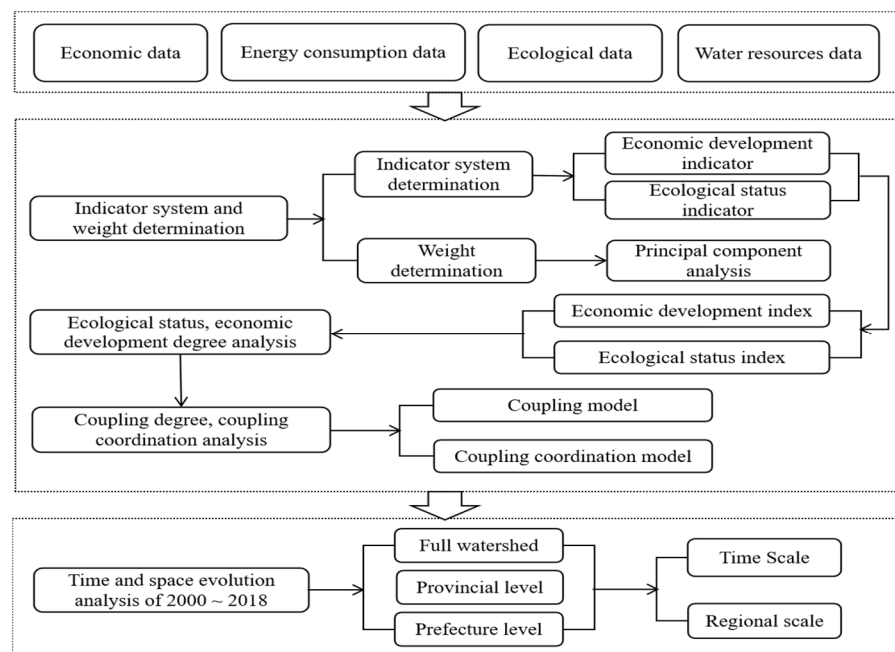 Economic data
Energy consumption data
Ecological data
Water resources data
Indicator system and
weight determination
Indicator system
determination
Economic development
indicator
Ecological status
indicator
Weight
determination
Principal component
analysis
Economic development index
Ecological status index
Ecological status, economic
development degree analysis
Coupling degree, coupling
coordination analysis
Coupling model
Coupling coordination model
Time and space evolution
analysis of 2000 ~ 2018
Full watershed
Provincial level
Prefecture level
Time Scale
Regional scale